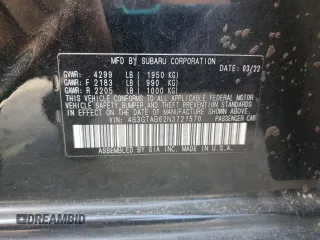 MFD BY SUBARU CORPORATION 03/22
GVWR: 4299 LB ( 1950 KG)
GAWR: F 2183 LB ( 990 KG)
GAWR: R 2205 LB ( 1000 KG)
THIS VEHICLE CONFORMS TO ALL APPLICABLE FEDERAL MOTOR
VEHICLE SAFETY, BUMPER AND THEFT PREVENTION STANDARDS
IN EFFECT ON THE DATE OF MANUFACTURE SHOWN ABOVE.
VIN: 4S3GTAB62N3721570 PASSENGER CAR
ASSEMBLED BY SIA INC. MADE IN U.S.A.
DREAMBID